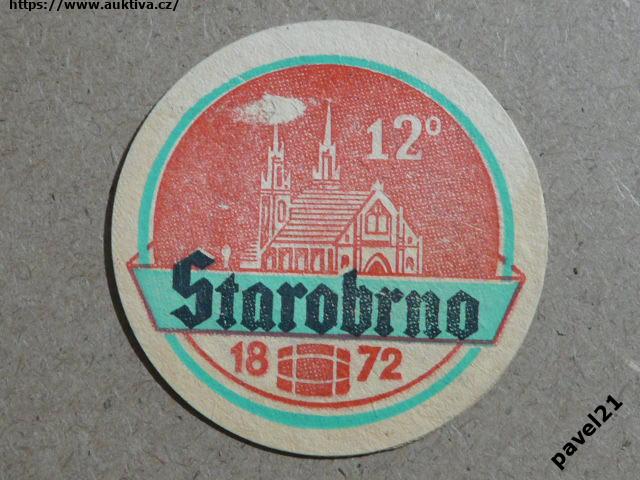 https://www.auktiva.cz/
12°
Starobrno
18 72
pavel21